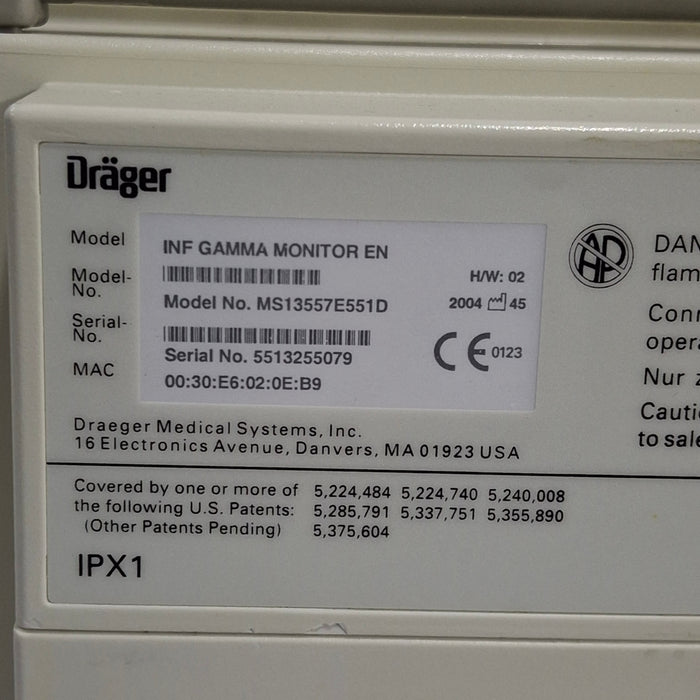 Dräger
Model
INF GAMMA MONITOR EN
Model-
No.
H/W: 02
Model No. MS13557E551D
2004 45
Serial-
No.
Serial No. 5513255079
CE 0123
MAC
00:30:E6:02:0E:B9
Draeger Medical Systems, Inc.
16 Electronics Avenue, Danvers, MA 01923 USA
Covered by one or more of 5,224,484 5,224,740 5,240,008
the following U.S. Patents: 5,285,791 5,337,751 5,355,890
(Other Patents Pending) 5,375,604
IPX1
AP
HP
DAN
flam
Conn
opera
Nur z
Cauti
to sale